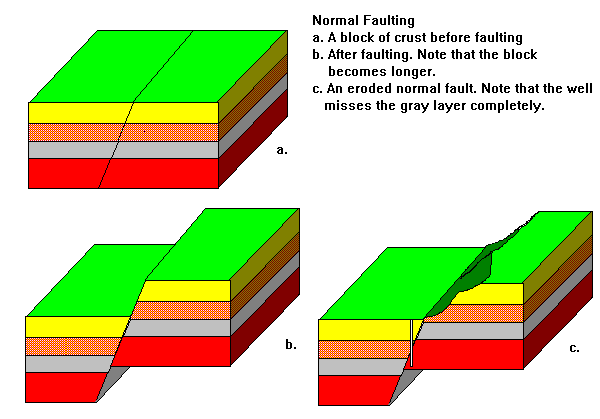 Normal Faulting
a. A block of crust before faulting
b. After faulting. Note that the block
becomes longer.
c. An eroded normal fault. Note that the well
misses the gray layer completely.
a.
b.
c.